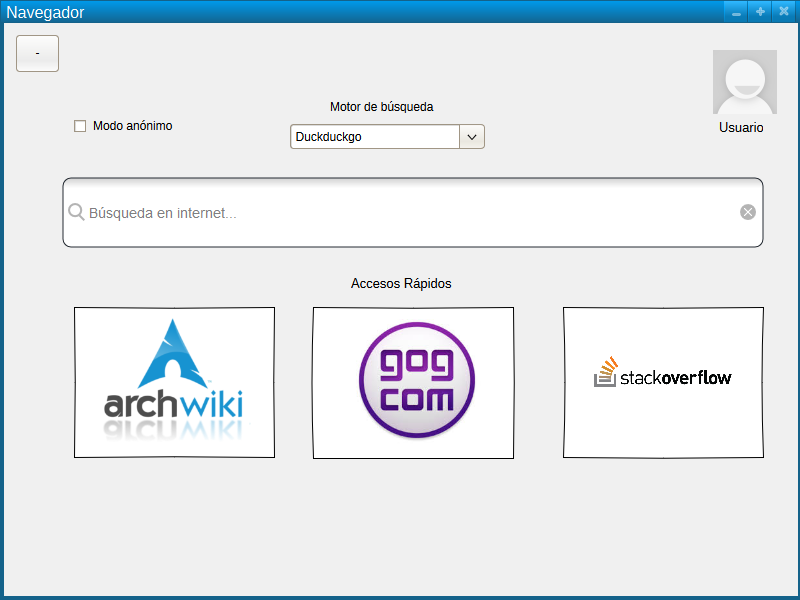 Navegador
-
Usuario
Motor de búsqueda
Modo anónimo
Duckduckgo
Búsqueda en internet...
Accesos Rápidos
archwiki
gog
com
stackoverflow